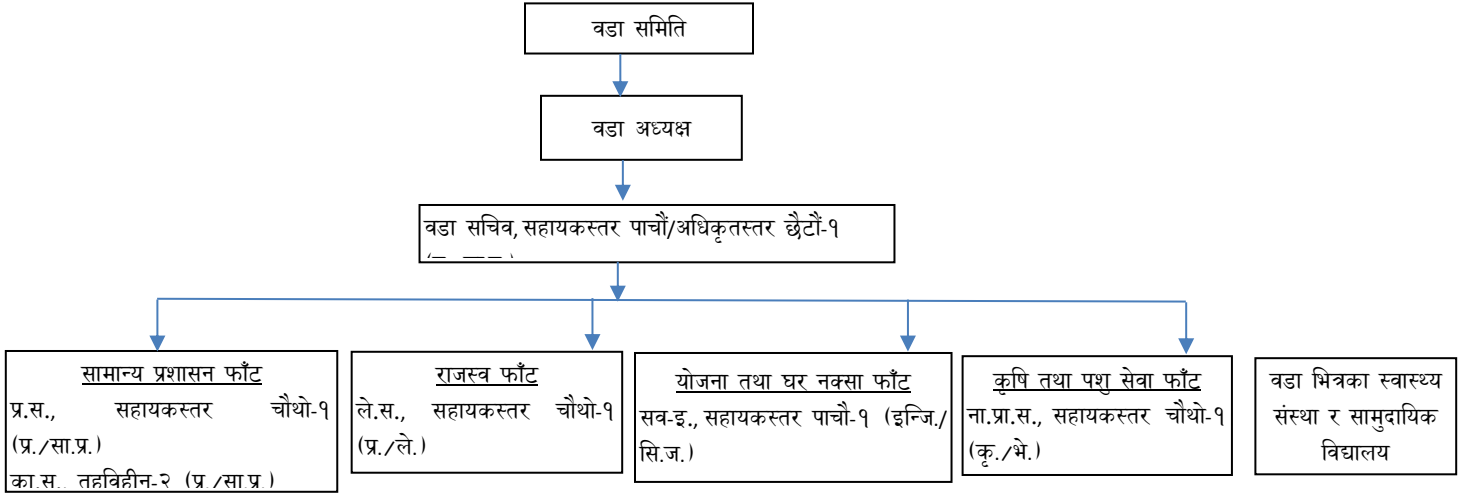 वडा समिति
वडा अध्यक्ष
वडा सचिव, सहायकस्तर पाचौं/अधिकृतस्तर छैटौं-१
सामान्य प्रशासन फाँट
प्र.स., सहायकस्तर चौथो-१
(प्र./सा.प्र.)
का.स., तहविहीन-२ (प्र./सा.प्र.)
राजस्व फाँट
ले.स., सहायकस्तर चौथो-१
(प्र./ले.)
योजना तथा घर नक्सा फाँट
सव-इ., सहायकस्तर पाचौ-१ (इन्जि./
सि.ज.)
कृषि तथा पशु सेवा फाँट
ना.प्रा.स., सहायकस्तर चौथो-१
(कृ./भे.)
वडा भित्रका स्वास्थ्य
संस्था र सामुदायिक
विद्यालय